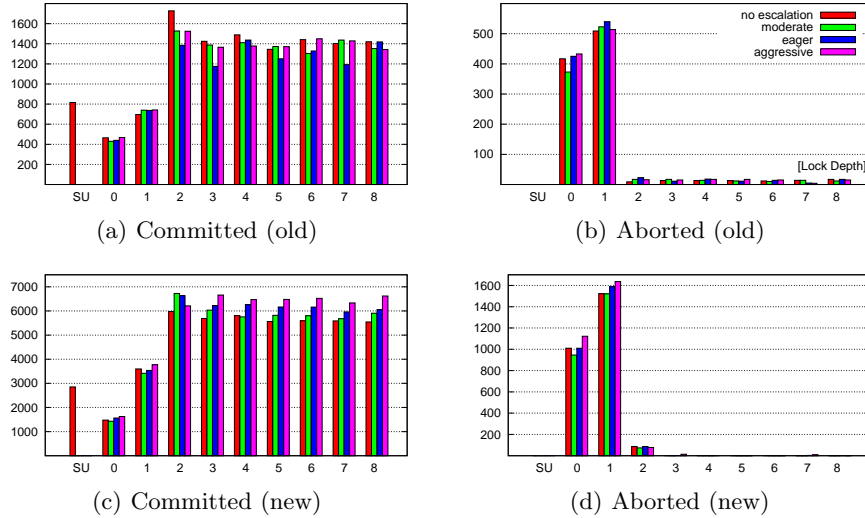 1600
1400
1200
1000
800
600
400
200
SU 0 1 2 3 4 5 6 7 8
(a) Committed (old)
no escalation
moderate
eager
aggressive
500
400
300
200
100
[Lock Depth]
SU 0 1 2 3 4 5 6 7 8
(b) Aborted (old)
7000
6000
5000
4000
3000
2000
1000
SU 0 1 2 3 4 5 6 7 8
(c) Committed (new)
1600
1400
1200
1000
800
600
400
200
SU 0 1 2 3 4 5 6 7 8
(d) Aborted (new)